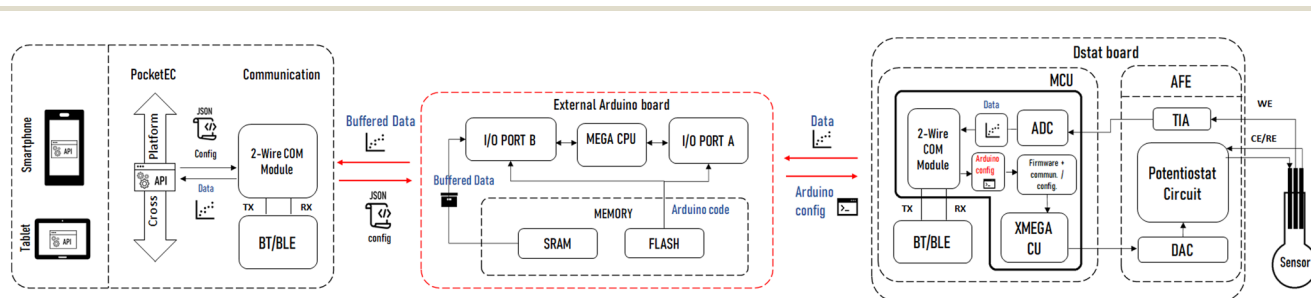 Smartphone
API
Tablet
API
PocketEC
Communication
Platform
Cross
API
JSON
Config
Data
2-Wire COM
Module
TX
RX
BT/BLE
Buffered Data
JSON
config
External Arduino board
I/O PORT B
MEGA CPU
I/O PORT A
Buffered Data
MEMORY
Arduino code
SRAM
FLASH
Data
Arduino
config
Dstat board
MCU
2-Wire
COM
Module
Data
ADC
Arduino
config
Firmware +
commun. /
config.
TX
RX
BT/BLE
XMEGA
CU
AFE
TIA
Potentiostat
Circuit
DAC
WE
CE/RE
Sensor